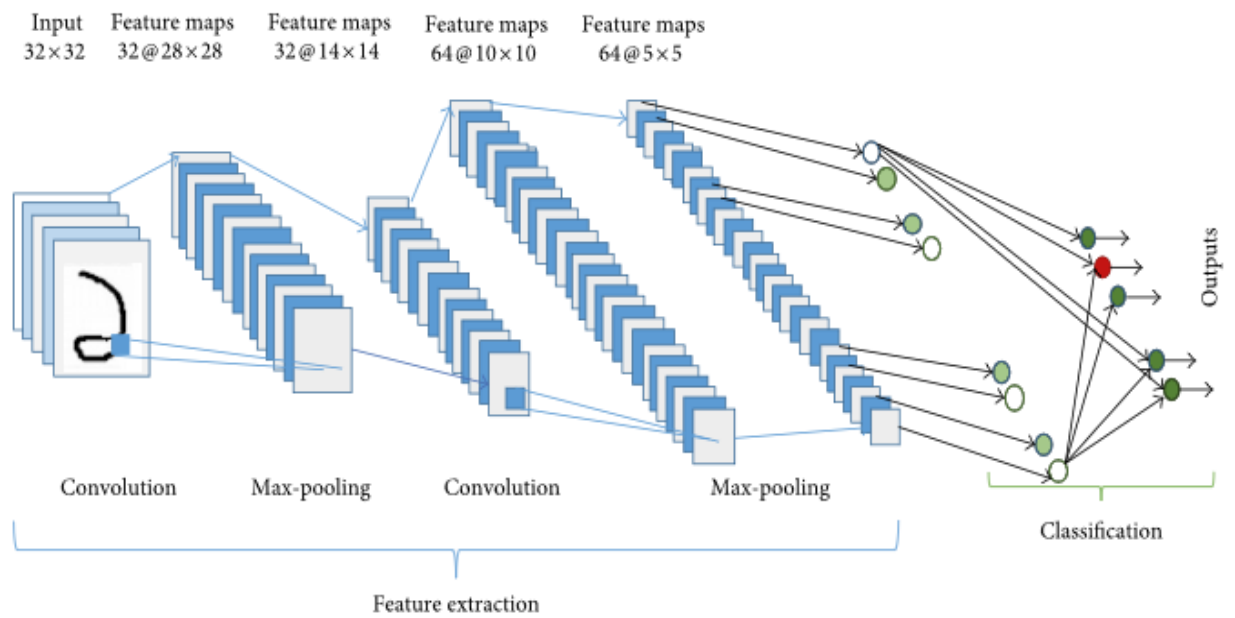 Input
32×32
Feature maps
32@28×28
Feature maps
32@14×14
Feature maps
64@10×10
Feature maps
64@5×5
Outputs
Convolution
Max-pooling
Convolution
Max-pooling
Classification
Feature extraction